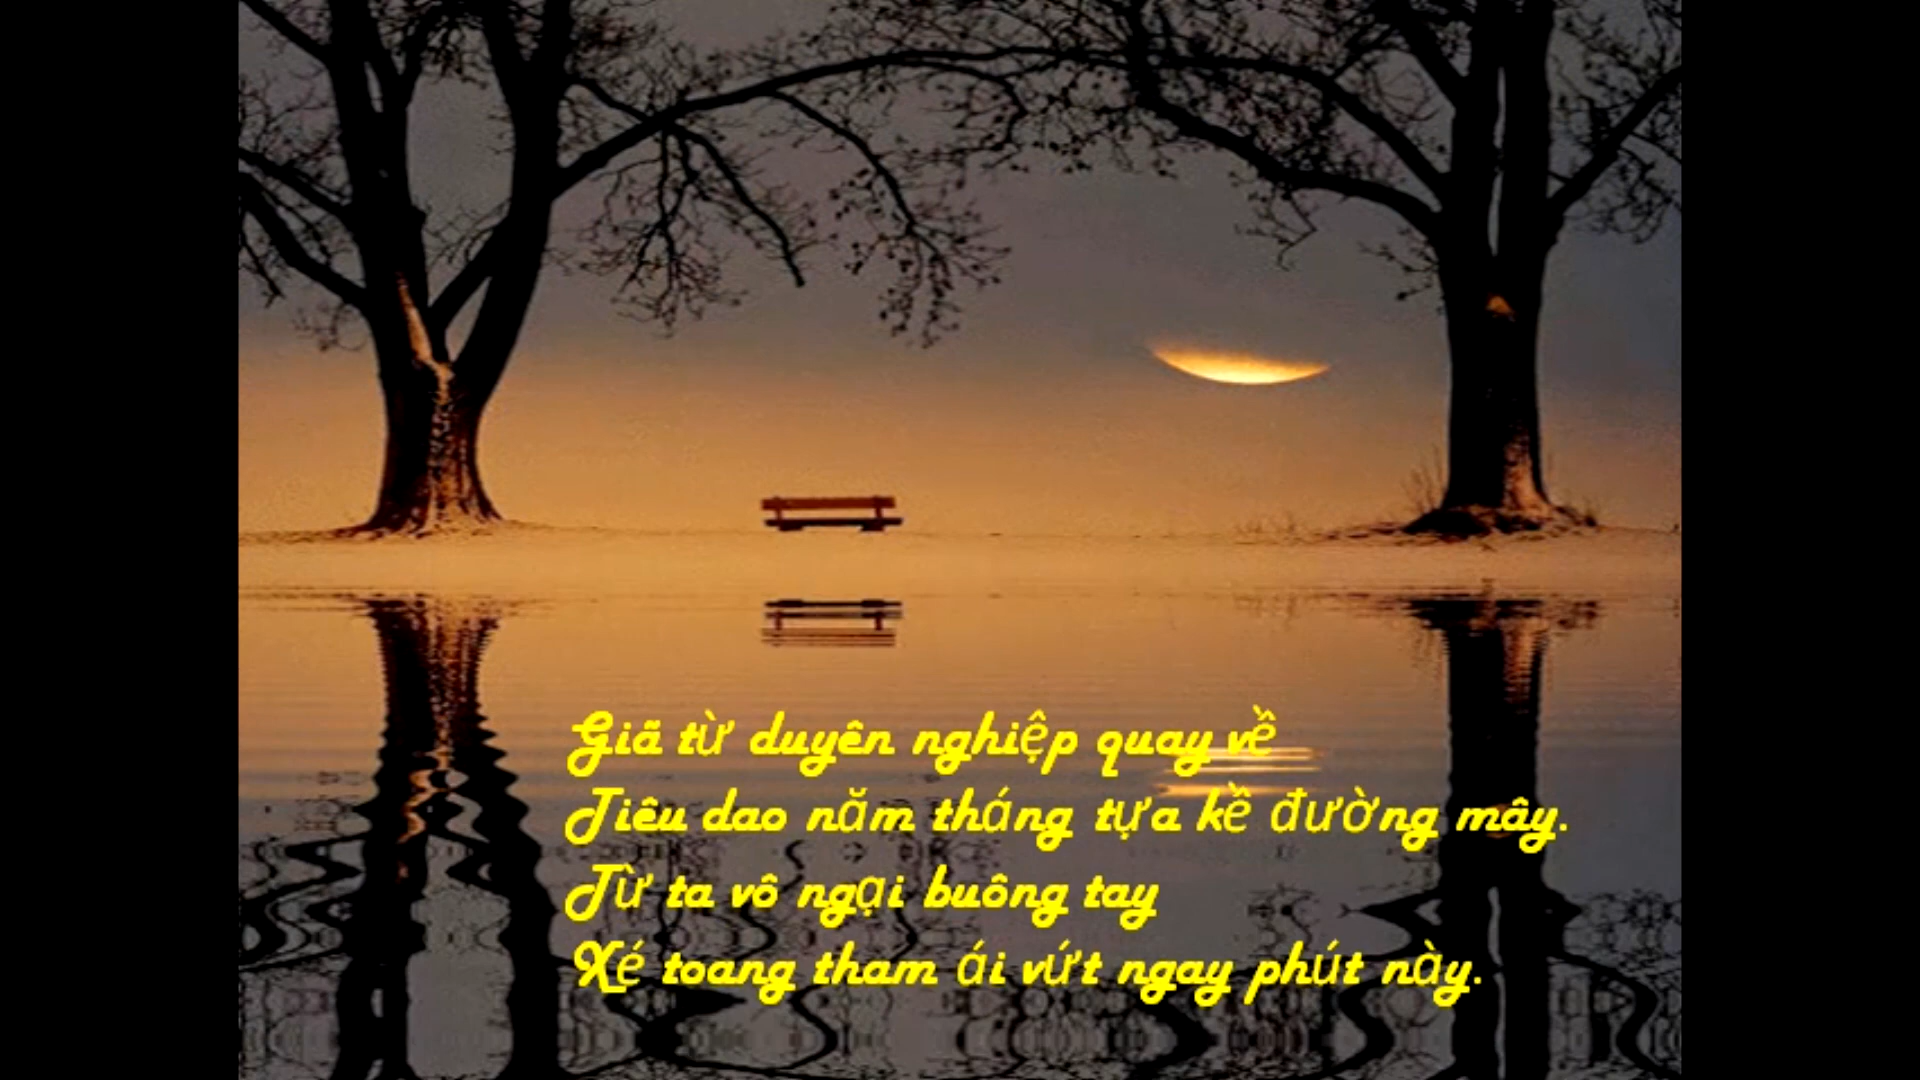 Giã từ duyên nghiệp quay về
Tiêu dao năm tháng tựa kề đường mây.
Từ ta vô ngại buông tay
Xé toang tham ái vứt ngay phút này.